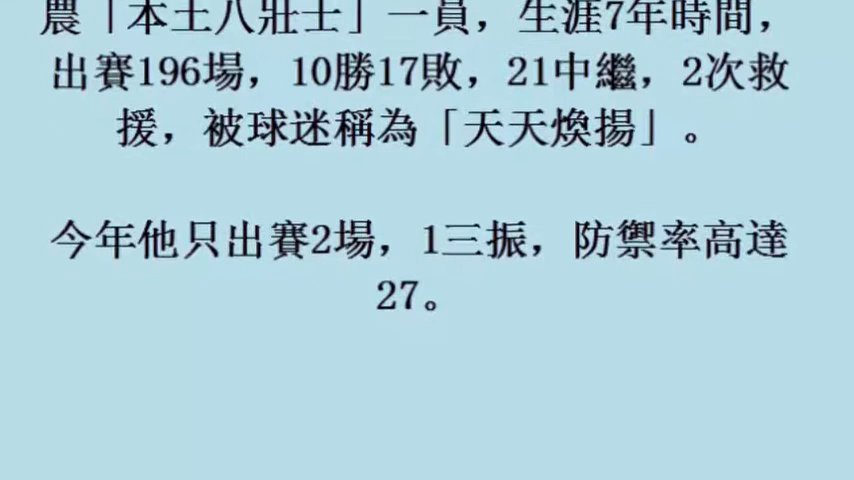 農「本土八壯士」一員，生涯7年時間，
出賽196場，10勝17敗，21中繼，2次救
援，被球迷稱為「天天煥揚」。
今年他只出賽2場，1三振，防禦率高達
27。